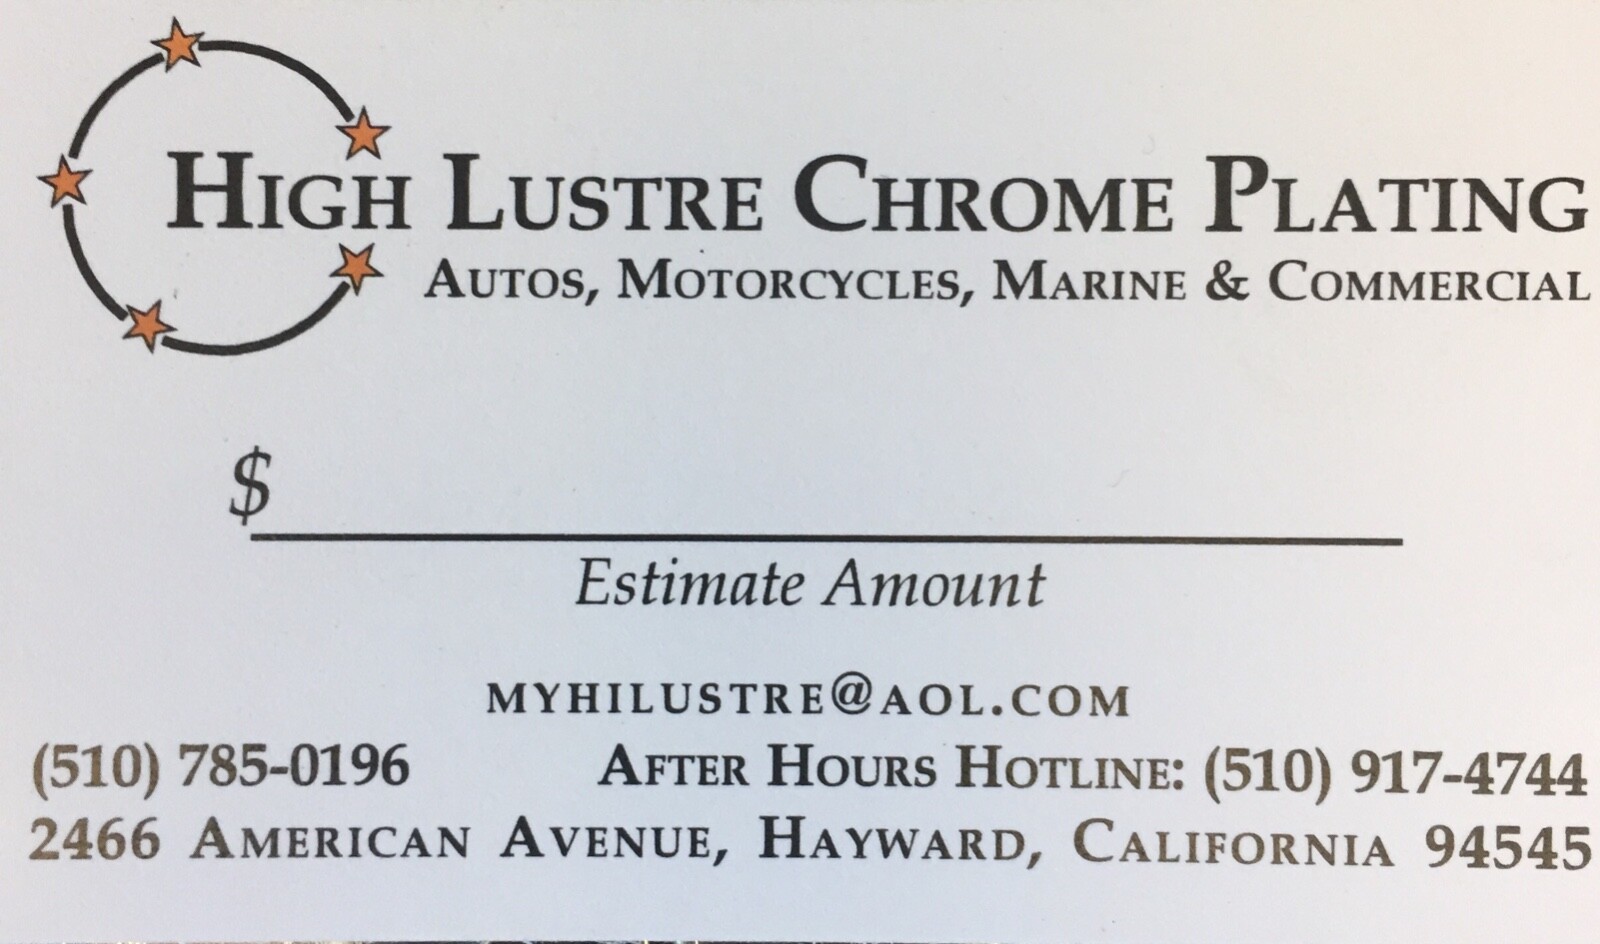 HIGH LUSTRE CHROME PLATING
AUTOS, MOTORCYCLES, MARINE & COMMERCIAL
$
Estimate Amount
MYHILUSTRE@AOL.COM
(510) 785-0196 AFTER HOURS HOTLINE: (510) 917-4744
2466 AMERICAN AVENUE, HAYWARD, CALIFORNIA 94545